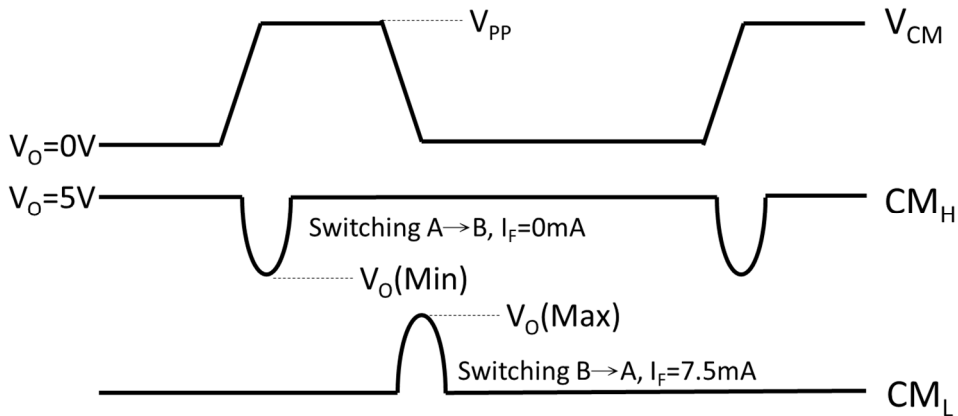 V_PP
V_CM
V_O=0V
V_O=5V
CM_H
Switching A→B, I_F=0mA
V_O(Min)
V_O(Max)
Switching B→A, I_F=7.5mA
CM_L